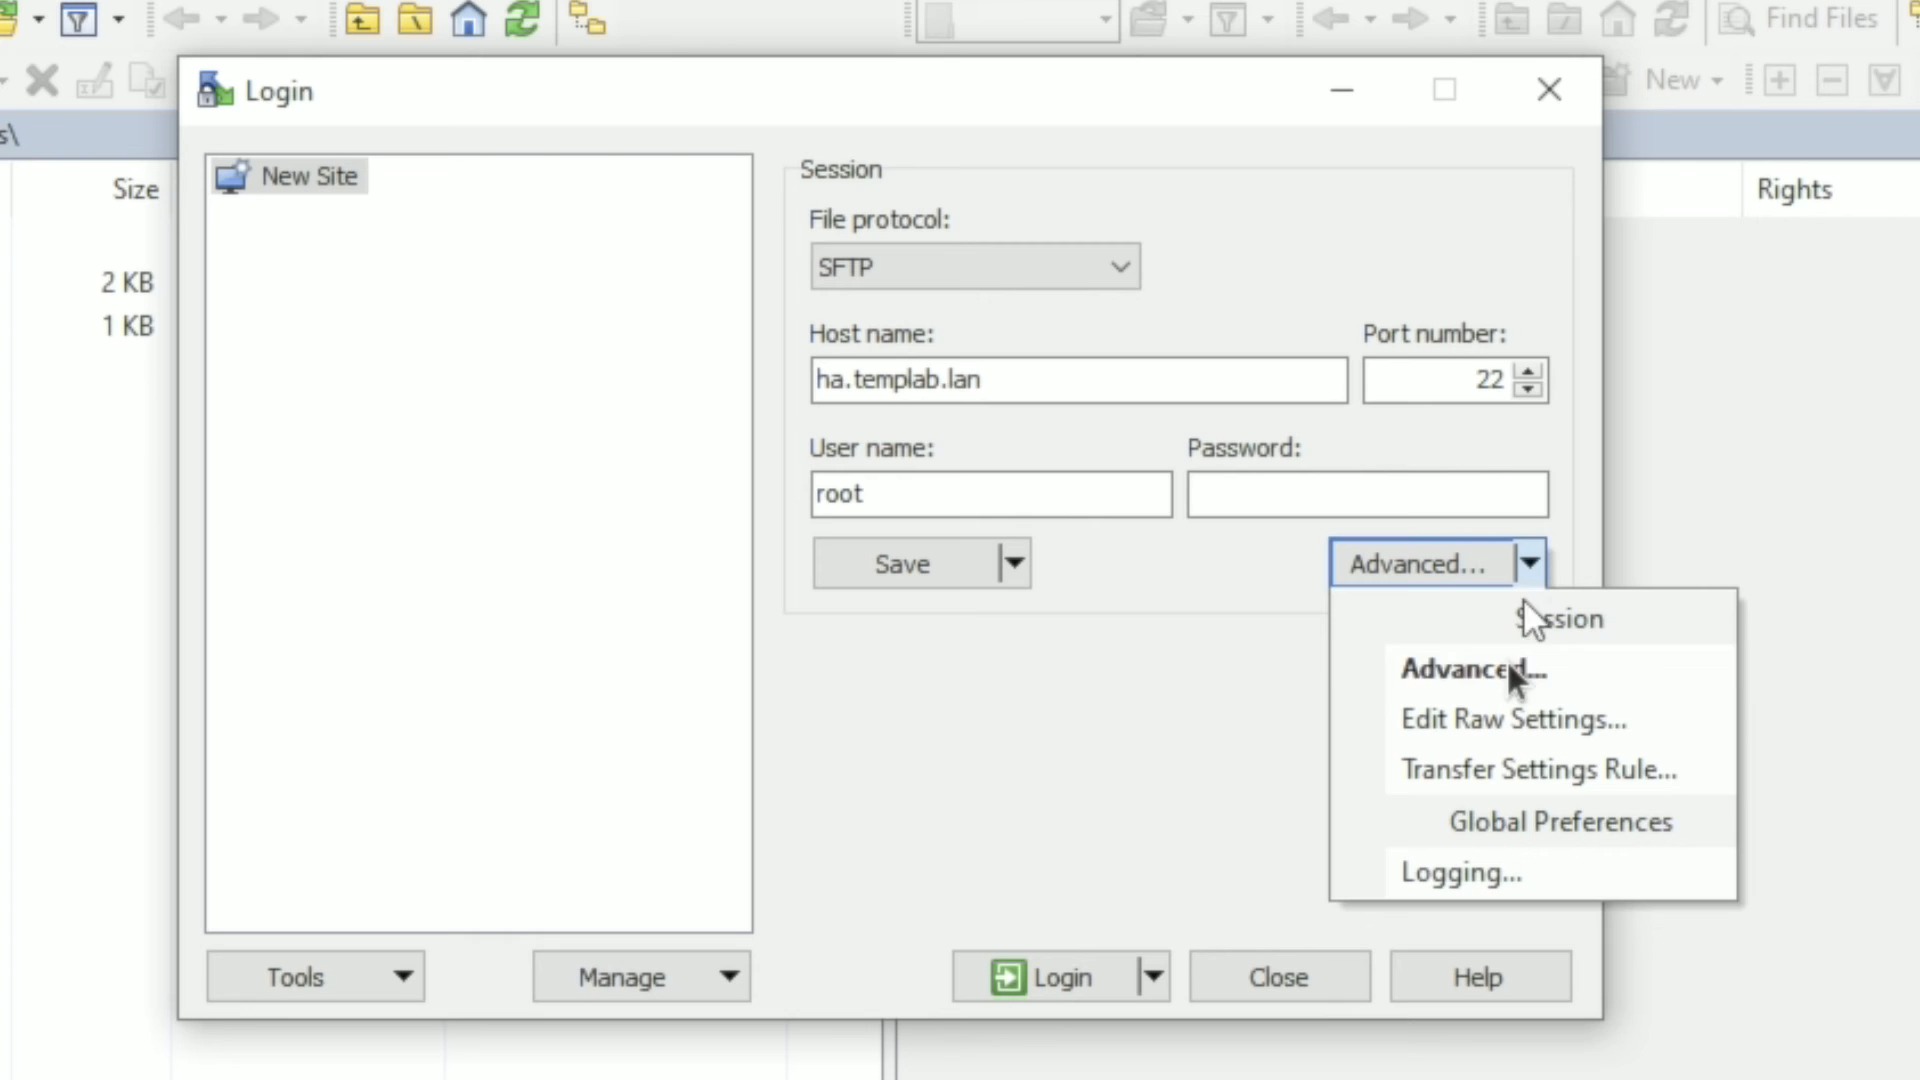 Find Files
Login
New
s\
New Site
Session
Size
Rights
File protocol:
SFTP
2 KB
1 KB
Host name:
Port number:
ha.templab.lan
22
User name:
Password:
root
Save
Advanced...
Session
Advanced...
Edit Raw Settings...
Transfer Settings Rule...
Global Preferences
Logging...
Tools
Manage
Login
Close
Help